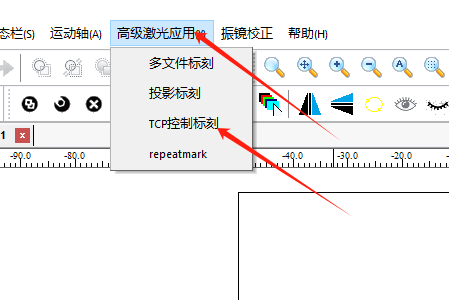 态栏(S) 运动轴(A) 高级激光应用 振镜校正 帮助(H)
多文件标刻
投影标刻
TCP控制标刻
repeatmark
1 x
-90.0 -80.0 -40.0 -30.0 -20.0 -10.0